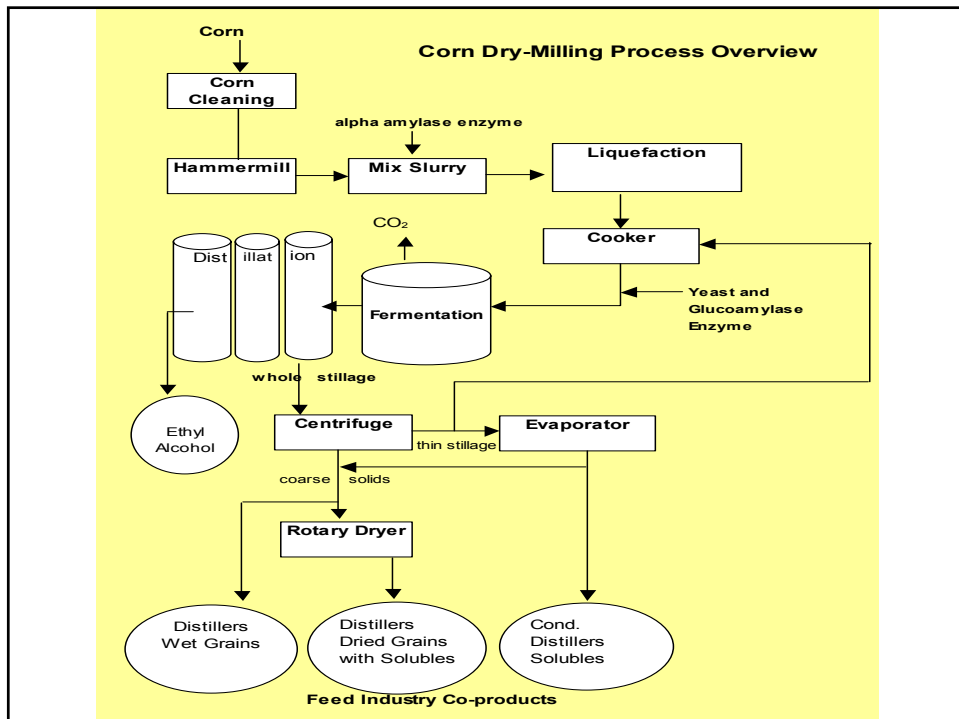 Corn
Corn Dry-Milling Process Overview
Corn
Cleaning
alpha amylase enzyme
Hammermill
Mix Slurry
Liquefaction
Cooker
CO₂
Dist illat ion
Fermentation
Yeast and
Glucoamylase
Enzyme
whole stillage
Centrifuge
thin stillage
Evaporator
Ethyl
Alcohol
coarse solids
Rotary Dryer
Distillers
Wet Grains
Distillers
Dried Grains
with Solubles
Cond.
Distillers
Solubles
Feed Industry Co-products